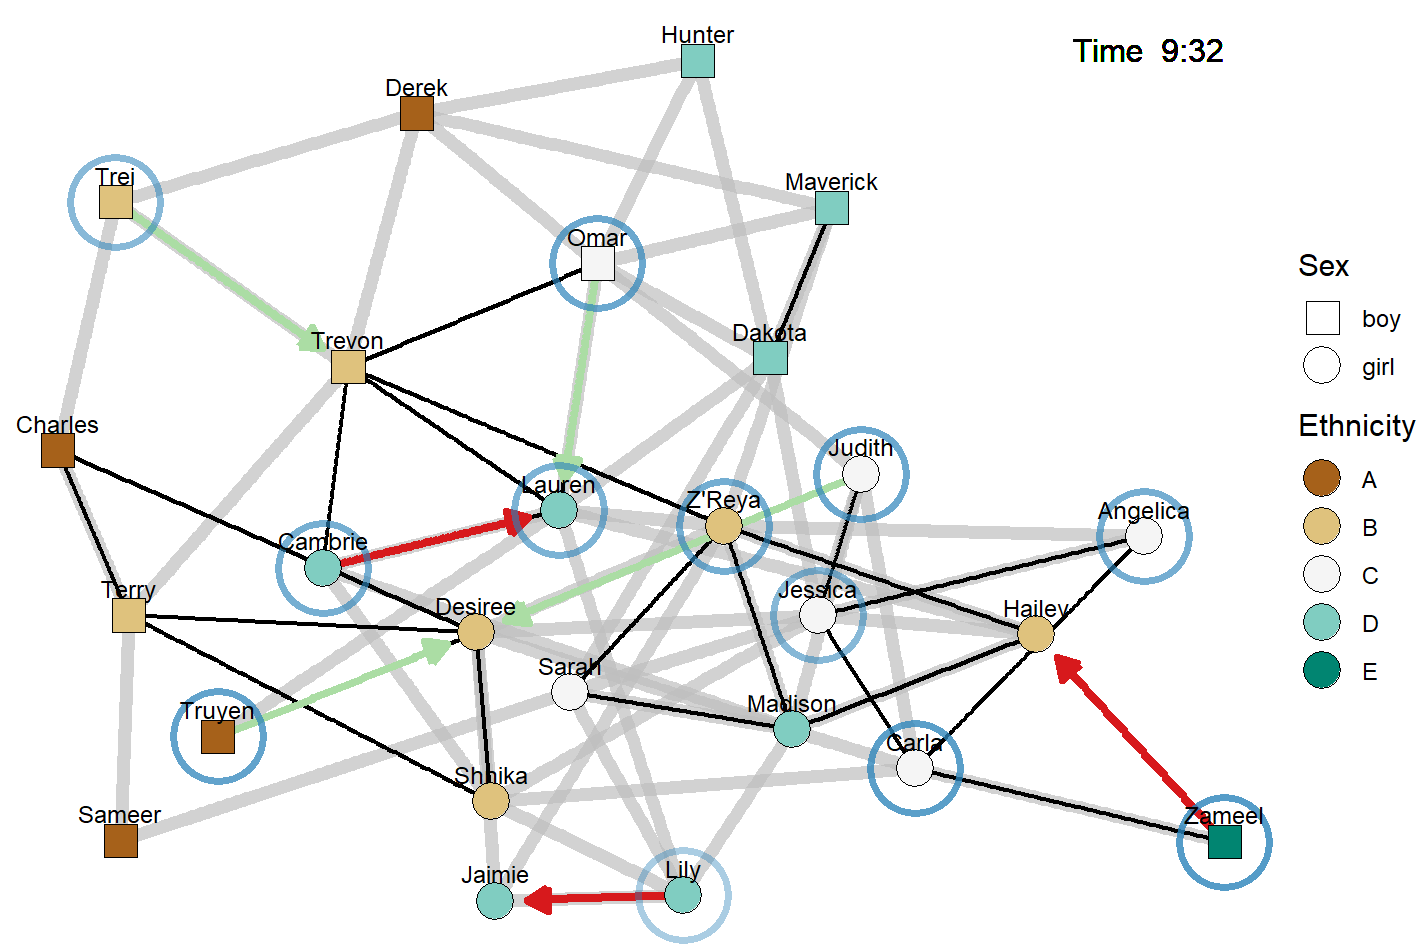 Hunter
Time 9:32
Derek
Trei
Maverick
Omar
Sex
boy
Dakota
Trevon
girl
Charles
Ethnicity
Judith
A
Lauren
Z'Reya
Angelica
B
Cambrie
C
Terry
Jessica
Desiree
Hailey
D
Sarah
E
Truyen
Madison
Carla
Shnika
Sameer
Zameel
Jaimie
Lily